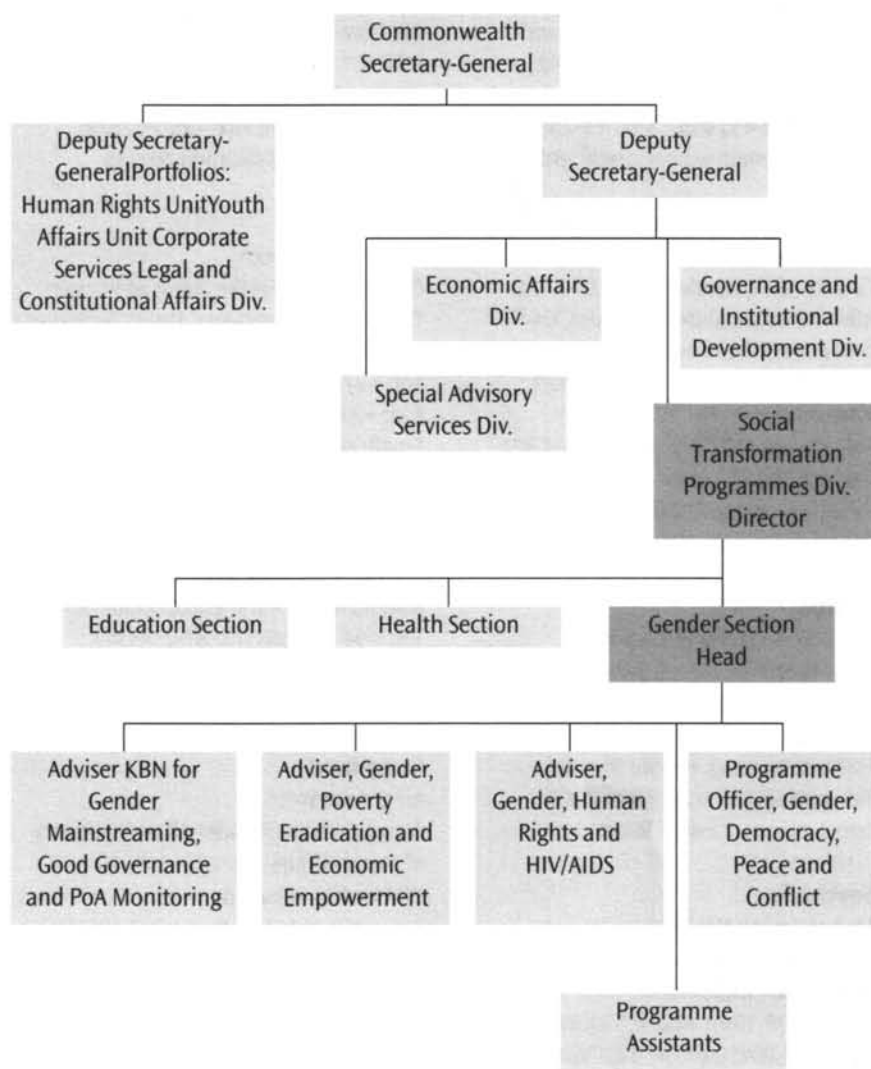 Commonwealth
Secretary-General
Deputy Secretary-
GeneralPortfolios:
Human Rights UnitYouth
Affairs Unit Corporate
Services Legal and
Constitutional Affairs Div.
Deputy
Secretary-General
Economic Affairs
Div.
Governance and
Institutional
Development Div.
Special Advisory
Services Div.
Social
Transformation
Programmes Div.
Director
Education Section
Health Section
Gender Section
Head
Adviser KBN for
Gender
Mainstreaming,
Good Governance
and PoA Monitoring
Adviser, Gender,
Poverty
Eradication and
Economic
Empowerment
Adviser,
Gender, Human
Rights and
HIV/AIDS
Programme
Officer, Gender,
Democracy,
Peace and
Conflict
Programme
Assistants